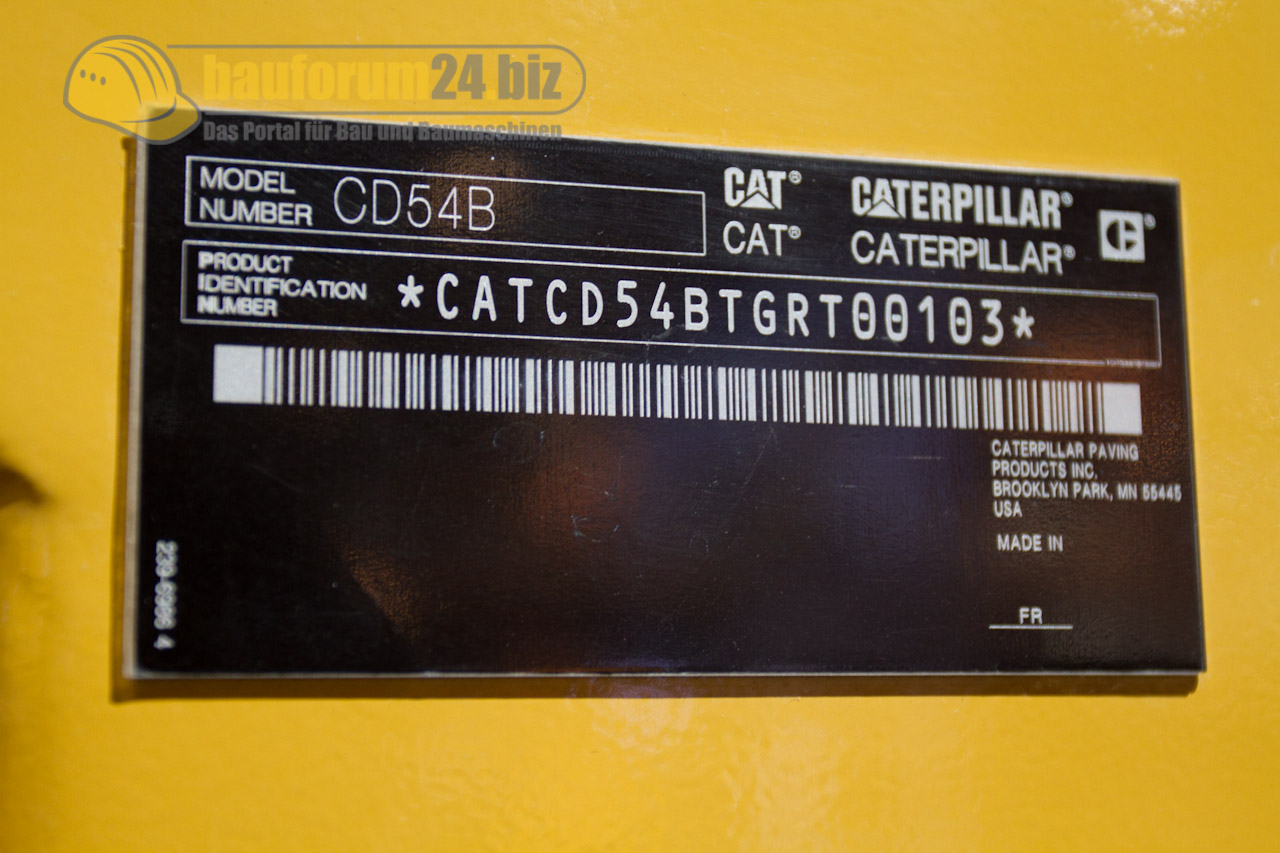 bauforum24.biz
Das Portal für Bau und Baumaschinen
MODEL NUMBER CD54B
CAT® CATERPILLAR®
CAT® CATERPILLAR®
PRODUCT IDENTIFICATION NUMBER *CATCD54BTGRT00103*
CATERPILLAR PAVING
PRODUCTS INC.
BROOKLYN PARK, MN 55445
USA
MADE IN
FR